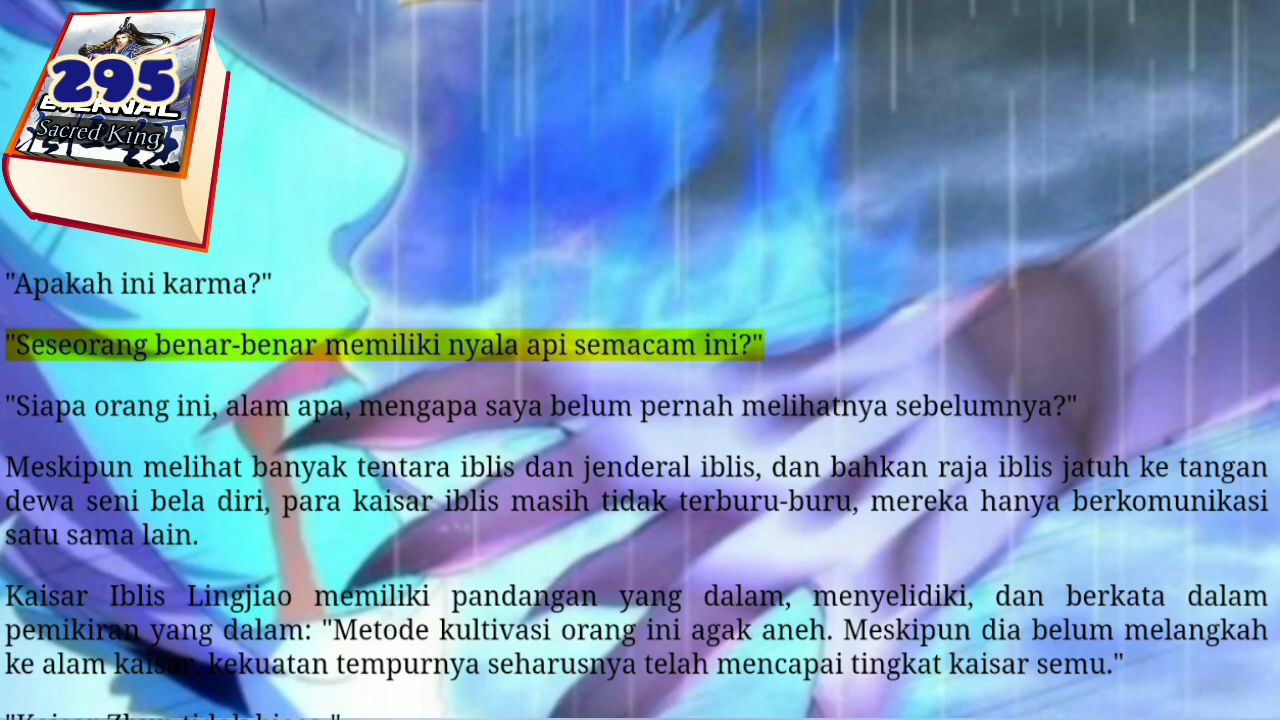 295
ETERNAL
Sacred King
"Apakah ini karma?"
"Seseorang benar-benar memiliki nyala api semacam ini?"
"Siapa orang ini, alam apa, mengapa saya belum pernah melihatnya sebelumnya?"
Meskipun melihat banyak tentara iblis dan jenderal iblis, dan bahkan raja iblis jatuh ke tangan
dewa seni bela diri, para kaisar iblis masih tidak terburu-buru, mereka hanya berkomunikasi
satu sama lain.
Kaisar Iblis Lingjiao memiliki pandangan yang dalam, menyelidiki, dan berkata dalam
pemikiran yang dalam: "Metode kultivasi orang ini agak aneh. Meskipun dia belum melangkah
ke alam kaisar, kekuatan tempurnya seharusnya telah mencapai tingkat kaisar semu."